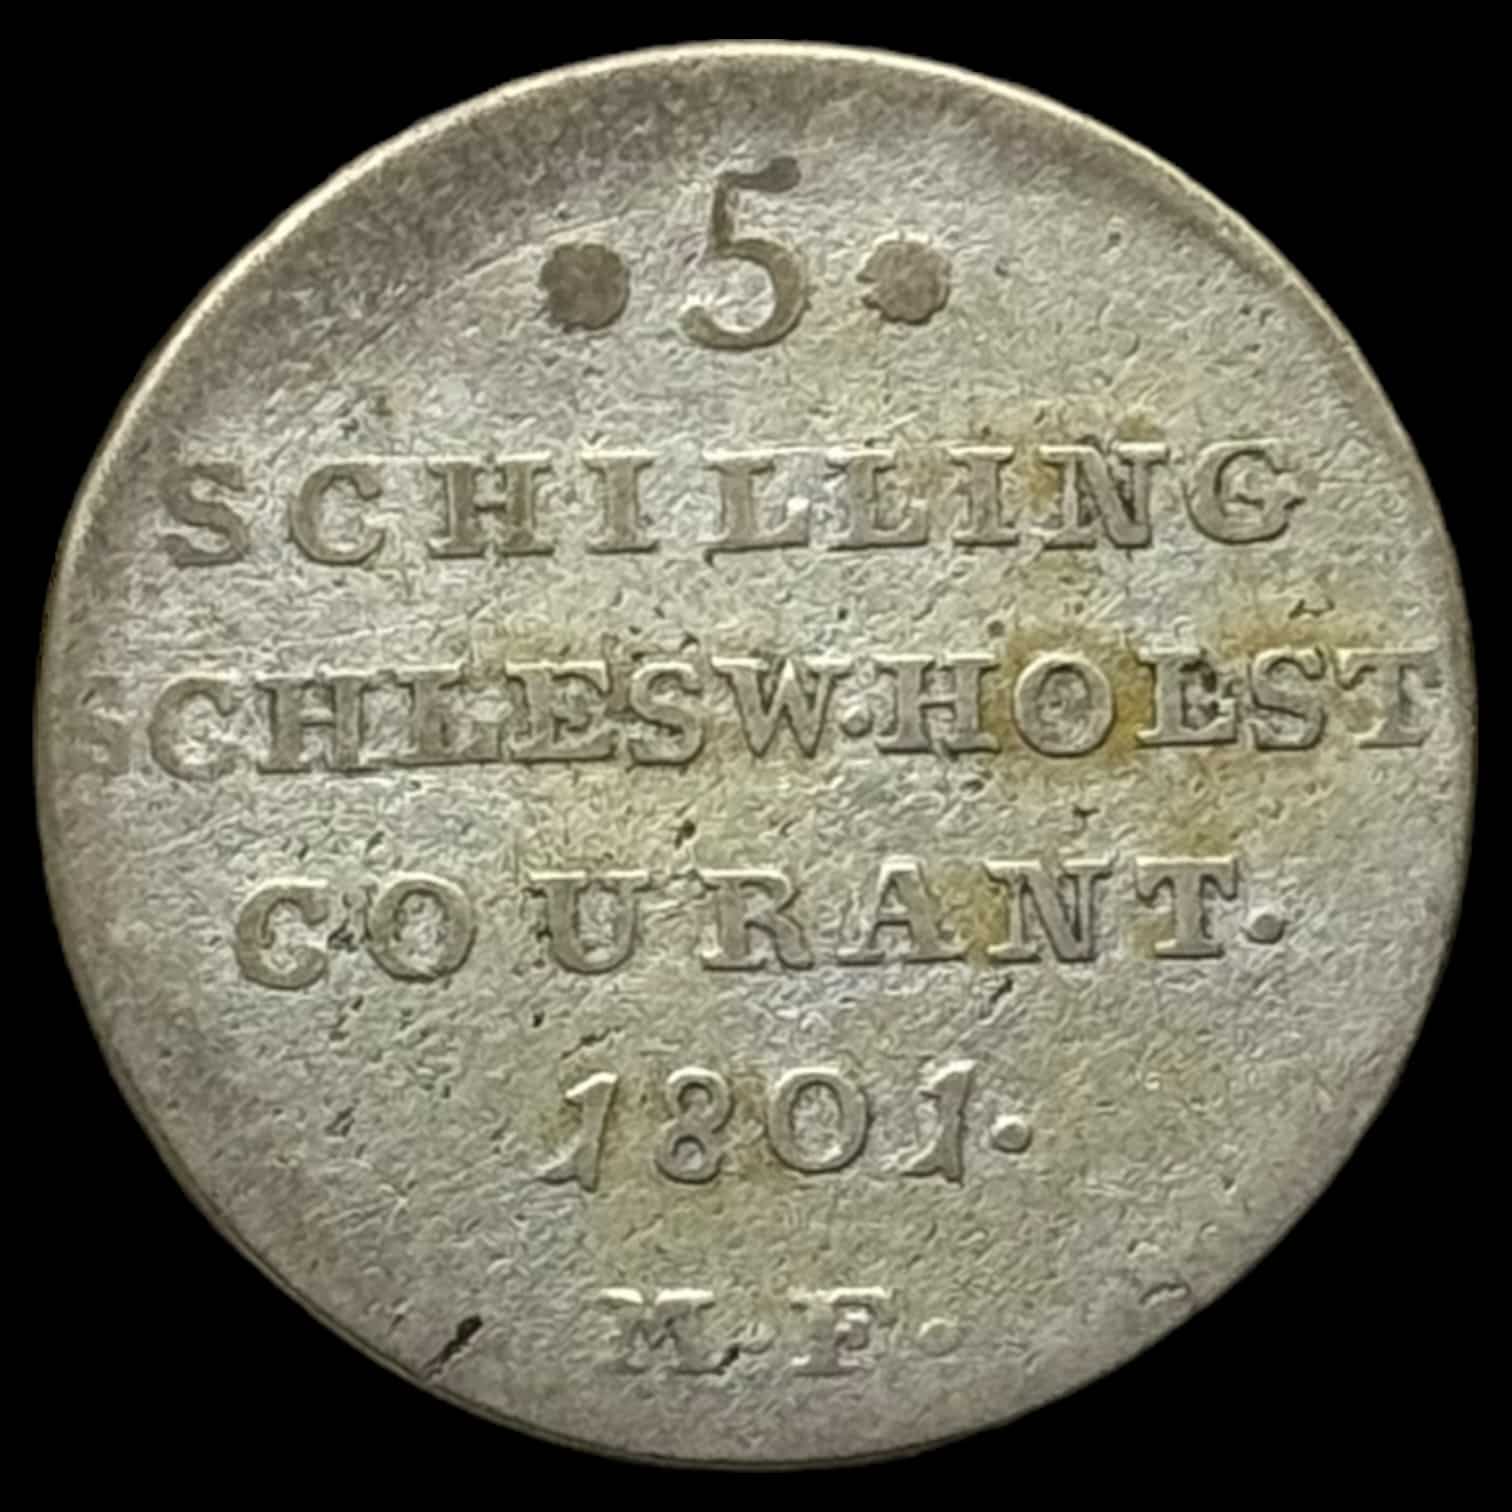 • 5 •
SCHILLING
SCHLESW.HOLST
COURANT.
1801.
M.F.